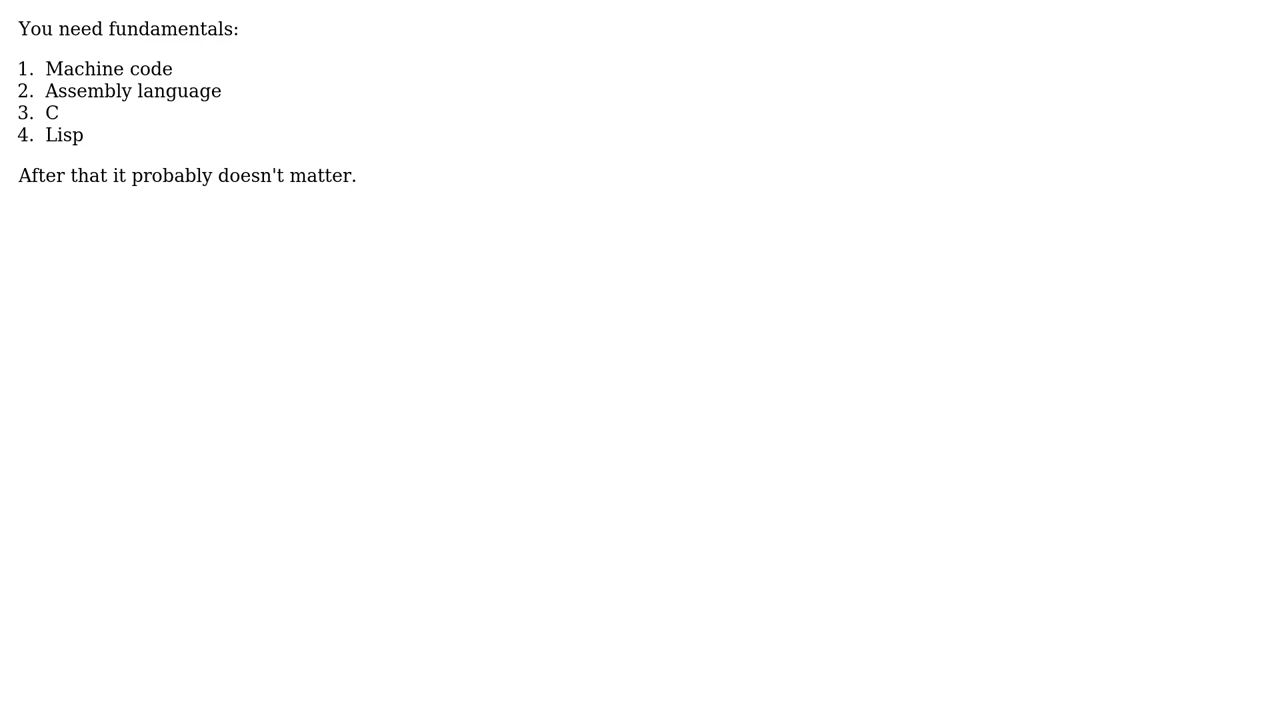 You need fundamentals:
1. Machine code
2. Assembly language
3. C
4. Lisp
After that it probably doesn't matter.